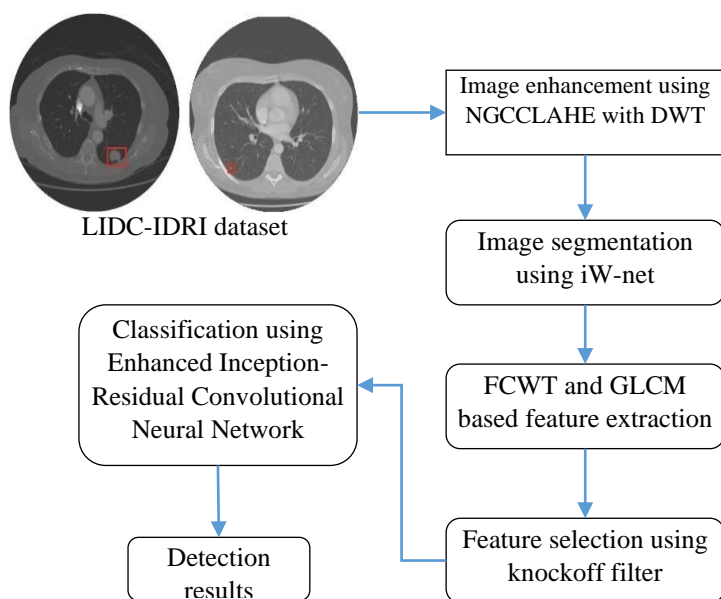 LIDC-IDRI dataset
Image enhancement using
NGCCLAHE with DWT
Image segmentation
using iW-net
FCWT and GLCM
based feature extraction
Feature selection using
knockoff filter
Classification using
Enhanced Inception-
Residual Convolutional
Neural Network
Detection
results